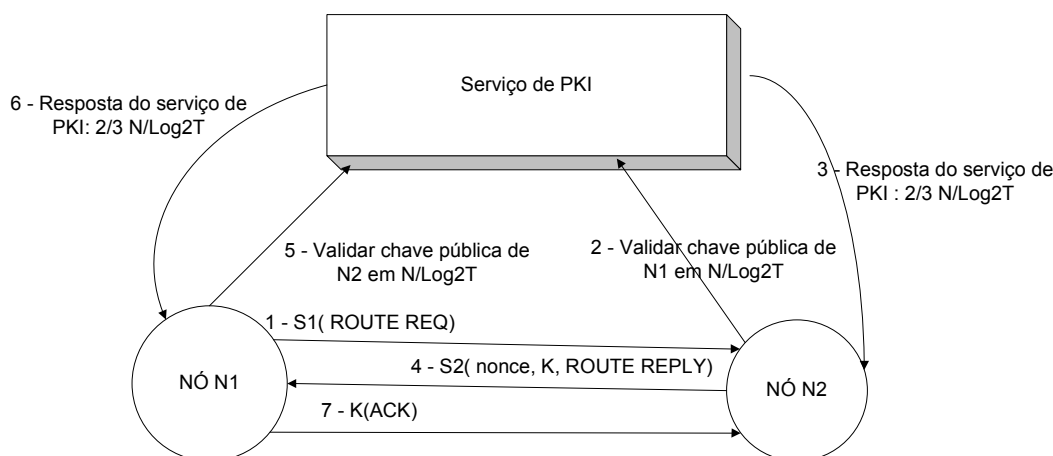 Serviço de PKI
6 - Resposta do serviço de
PKI: 2/3 N/Log2T
3 - Resposta do serviço de
PKI : 2/3 N/Log2T
5 - Validar chave pública de
N2 em N/Log2T
2 - Validar chave pública de
N1 em N/Log2T
1 - S1( ROUTE REQ)
4 - S2( nonce, K, ROUTE REPLY)
NÓ N1
NÓ N2
7 - K(ACK)